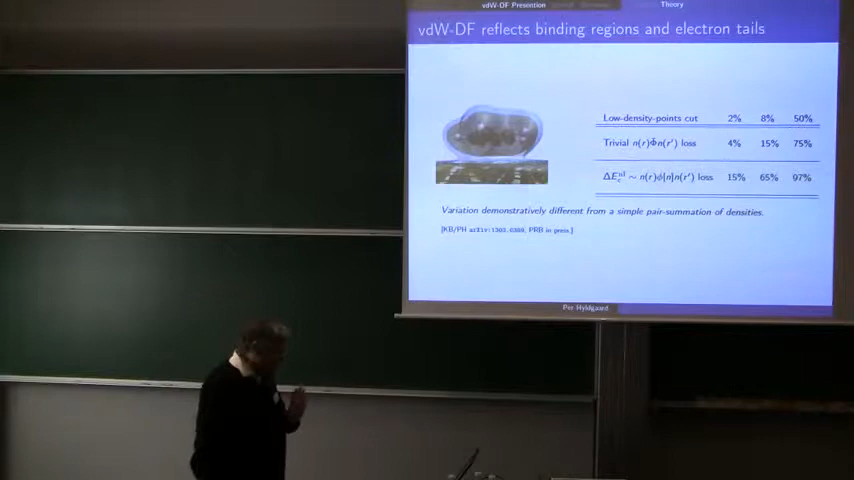 vdW-DF Presention
Theory
vdW-DF reflects binding regions and electron tails
Low-density-points cut 2% 8% 50%
Trivial n(r)Φ̄n(r′) loss 4% 15% 75%
ΔE_c^nl ∼ n(r)ϕ[n]n(r′) loss 15% 65% 97%
Variation demonstratively different from a simple pair-summation of densities.
[KB/PH arXiv:1303.0389, PRB in press.]
Per Hyldgaard